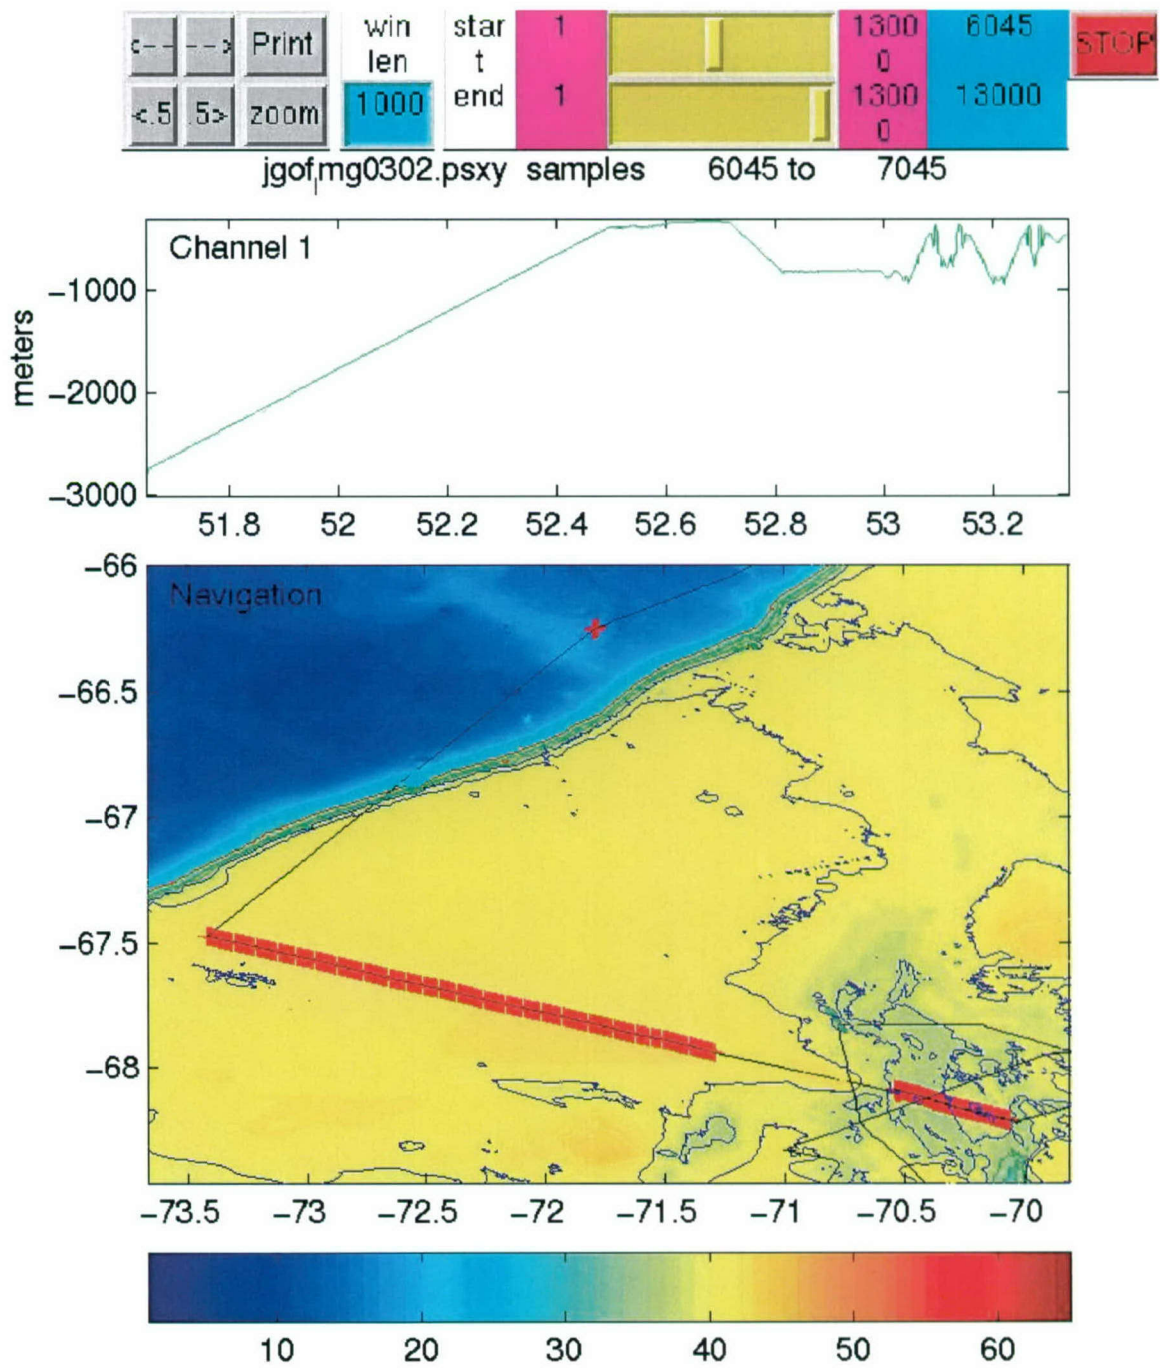 <-- --> Print win len star t 1 1300 0 6045 STOP
<.5 .5> zoom 1000 end 1 1300 0 13000
jgof mg0302.psxy samples 6045 to 7045
Channel 1
meters
-1000
-2000
-3000
51.8 52 52.2 52.4 52.6 52.8 53 53.2
Navigation
-66
-66.5
-67
-67.5
-68
-73.5 -73 -72.5 -72 -71.5 -71 -70.5 -70
10 20 30 40 50 60